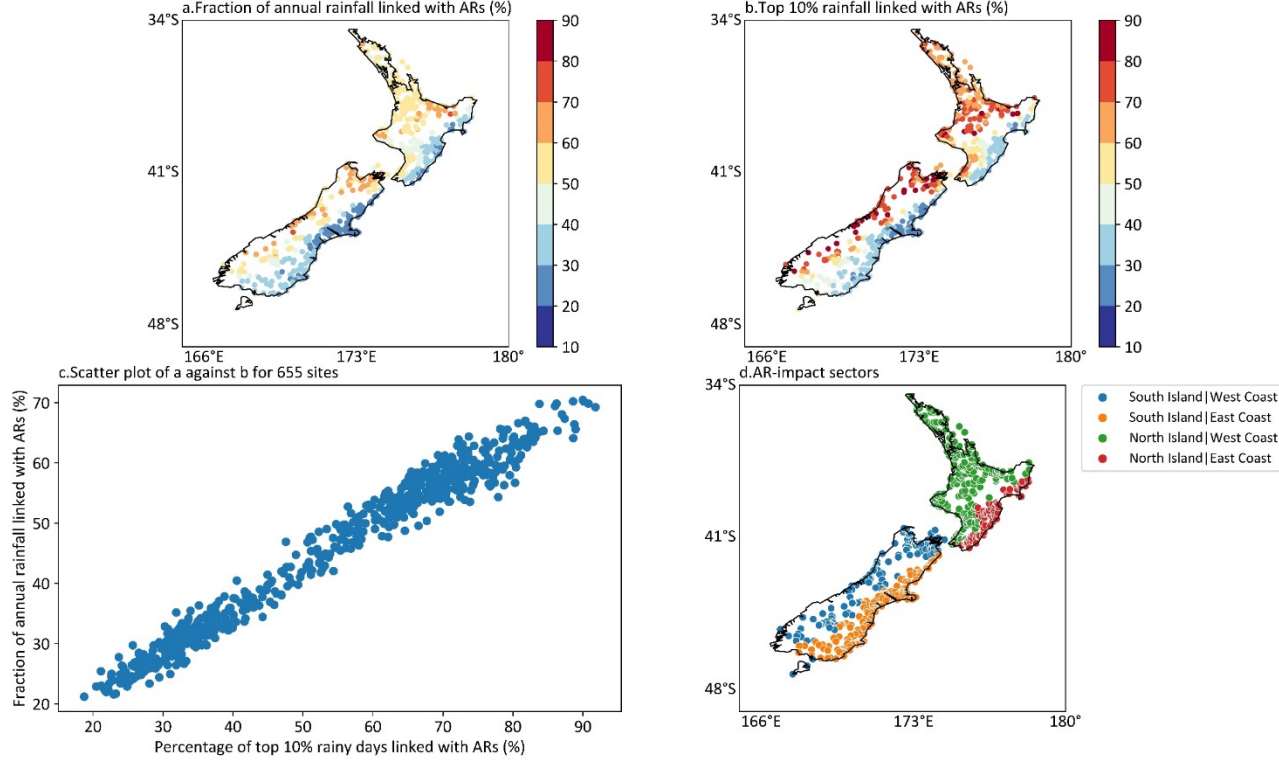 a.Fraction of annual rainfall linked with ARs (%)
34°S
41°S
48°S
166°E
173°E
180°
90
80
70
60
50
40
30
20
10
b.Top 10% rainfall linked with ARs (%)
34°S
41°S
48°S
166°E
173°E
180°
90
80
70
60
50
40
30
20
10
c.Scatter plot of a against b for 655 sites
Fraction of annual rainfall linked with ARs (%)
70
60
50
40
30
20
20
30
40
50
60
70
80
90
Percentage of top 10% rainy days linked with ARs (%)
d.AR-impact sectors
34°S
41°S
48°S
166°E
173°E
180°
South Island|West Coast
South Island|East Coast
North Island|West Coast
North Island|East Coast